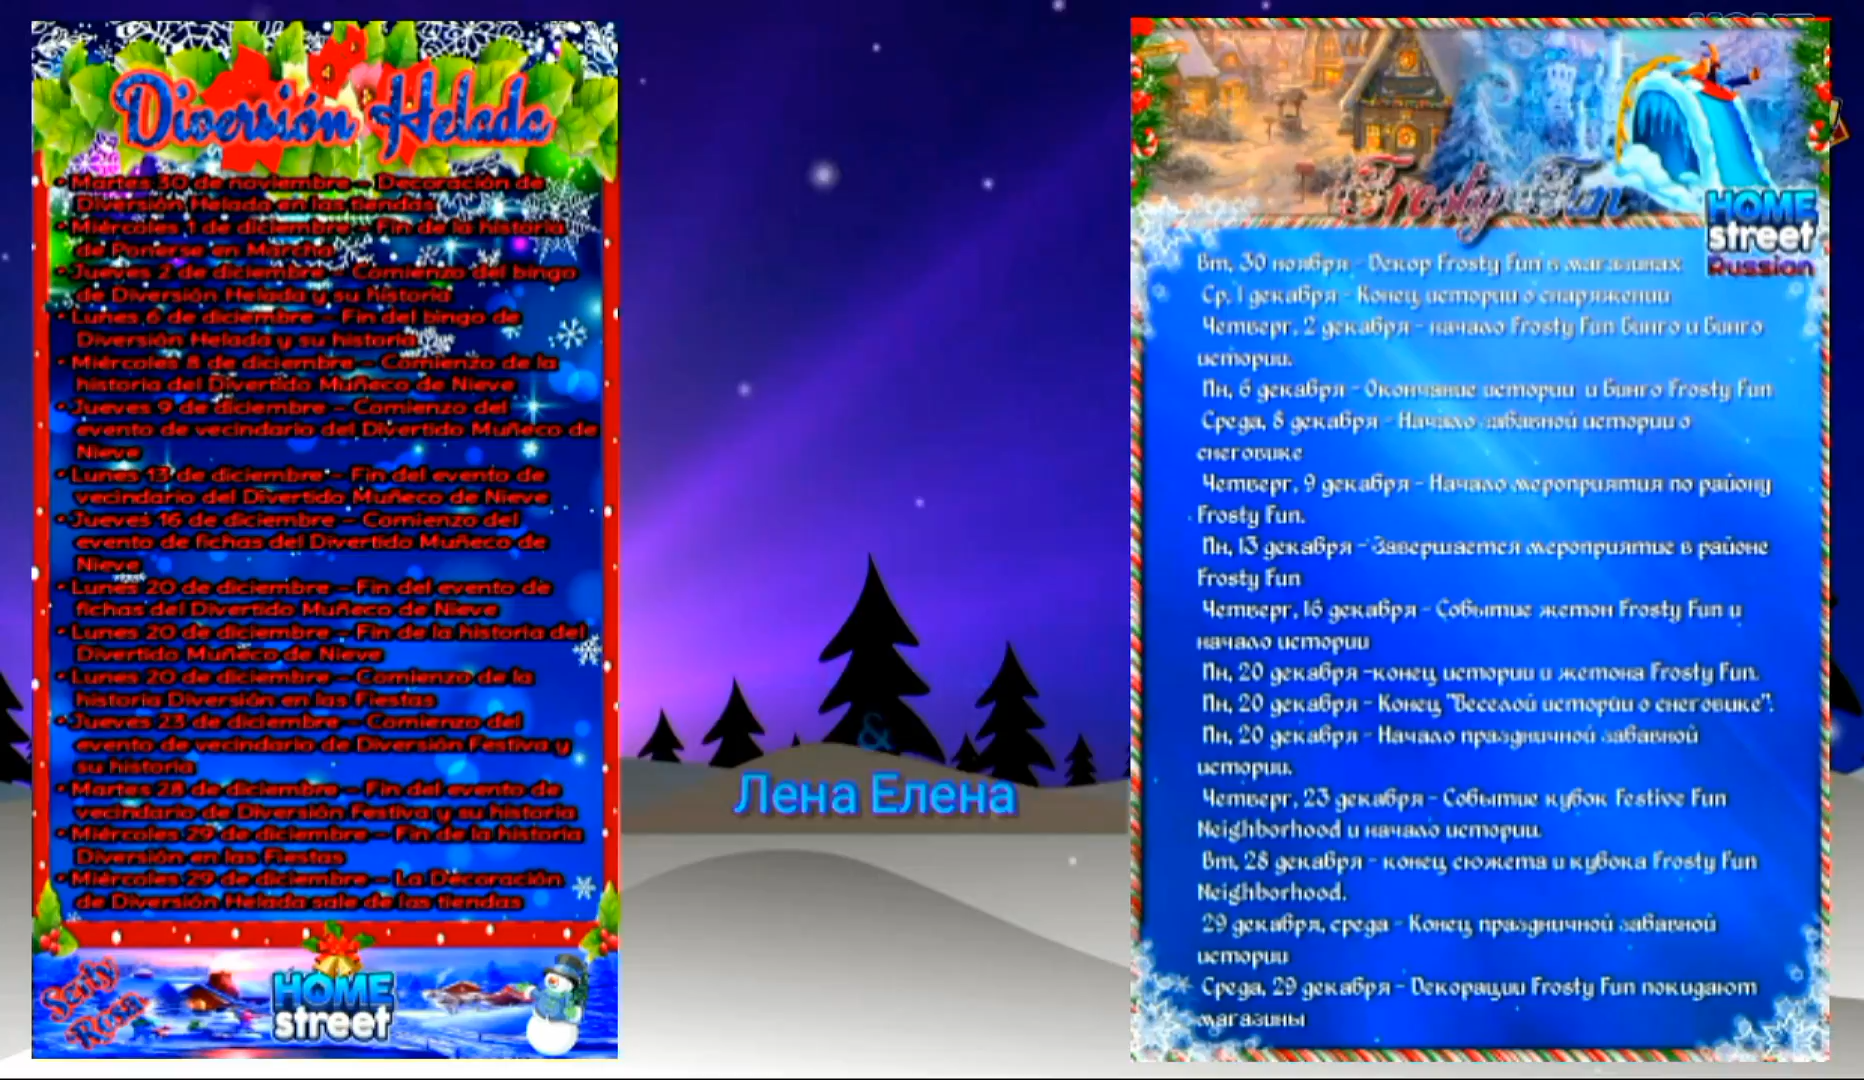 Diversión Helada
• Martes 30 de noviembre – Decoración de
Diversión Helada en las tiendas
• Miércoles 1 de diciembre – Fin de la historia
de Ponerse en Marcha
• Jueves 2 de diciembre – Comienzo del bingo
de Diversión Helada y su historia
• Lunes 6 de diciembre – Fin del bingo de
Diversión Helada y su historia
• Miércoles 8 de diciembre – Comienzo de la
historia del Divertido Muñeco de Nieve
• Jueves 9 de diciembre – Comienzo del
evento de vecindario del Divertido Muñeco de
Nieve
• Lunes 13 de diciembre – Fin del evento de
vecindario del Divertido Muñeco de Nieve
• Jueves 16 de diciembre – Comienzo del
evento de fichas del Divertido Muñeco de
Nieve
• Lunes 20 de diciembre – Fin del evento de
fichas del Divertido Muñeco de Nieve
• Lunes 20 de diciembre – Fin de la historia del
Divertido Muñeco de Nieve
• Lunes 20 de diciembre – Comienzo de la
historia Diversión en las Fiestas
• Jueves 23 de diciembre – Comienzo del
evento de vecindario de Diversión Festiva y
su historia
• Martes 28 de diciembre – Fin del evento de
vecindario de Diversión Festiva y su historia
• Miércoles 29 de diciembre – Fin de la historia
Diversión en las Fiestas
• Miércoles 29 de diciembre – La Decoración
de Diversión Helada sale de las tiendas
Rosa
HOME
street
&
Лена Елена
Frosty Fun
HOME
street
Russian
Вт, 30 ноября - Декор Frosty Fun в магазинах
Ср, 1 декабря - Конец истории о снаряжении
Четверг, 2 декабря - начало Frosty Fun Бинго и Бинго
истории.
Пн, 6 декабря - Окончание истории и Бинго Frosty Fun
Среда, 8 декабря - Начало забавной истории о
снеговике
Четверг, 9 декабря - Начало мероприятия по району
Frosty Fun.
Пн, 13 декабря - Завершается мероприятие в районе
Frosty Fun
Четверг, 16 декабря - Событие жетон Frosty Fun и
начало истории
Пн, 20 декабря -конец истории и жетона Frosty Fun.
Пн, 20 декабря - Конец "Веселой истории о снеговике".
Пн, 20 декабря - Начало праздничной забавной
истории.
Четверг, 23 декабря - Событие кубок Festive Fun
Neighborhood и начало истории.
Вт, 28 декабря - конец сюжета и кубока Frosty Fun
Neighborhood.
29 декабря, среда - Конец праздничной забавной
истории
Среда, 29 декабря - Декорации Frosty Fun покидают
магазины